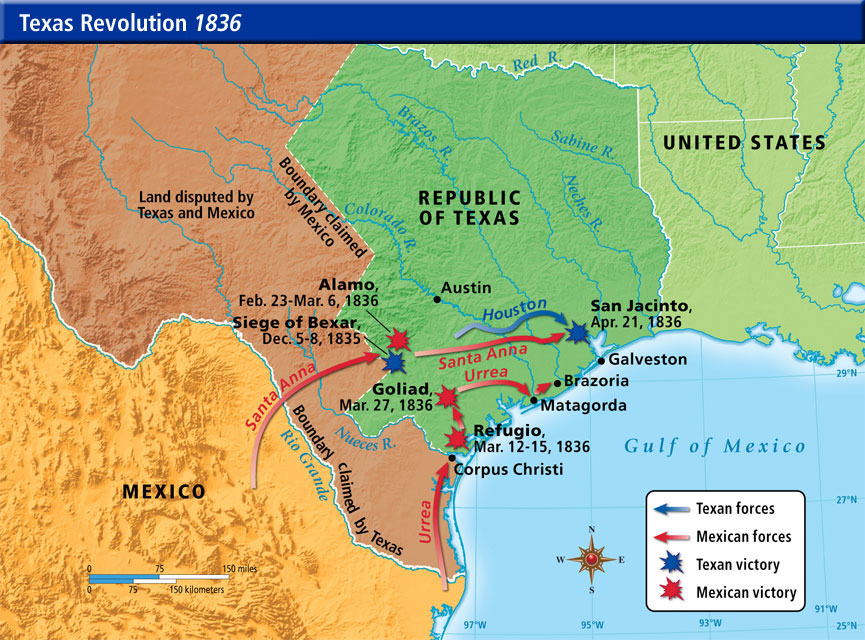 Texas Revolution 1836
Red R.
Brazos R.
Sabine R.
UNITED STATES
Neches R.
Land disputed by
Texas and Mexico
Boundary claimed
by Mexico
REPUBLIC
OF TEXAS
Colorado R.
Alamo,
Feb. 23-Mar. 6, 1836
Austin
Houston
San Jacinto,
Apr. 21, 1836
Siege of Bexar,
Dec. 5-8, 1835
Santa Anna
Santa Anna
Urrea
Galveston
29°N
Goliad,
Mar. 27, 1836
Brazoria
Matagorda
Refugio,
Mar. 12-15, 1836
Nueces R.
Rio Grande
Boundary claimed by Texas
Corpus Christi
Gulf of Mexico
MEXICO
Urrea
27°N
Texan forces
Mexican forces
Texan victory
Mexican victory
N
W
E
S
0
75
150 miles
0
75
150 kilometers
97°W
95°W
93°W
91°W
25°N